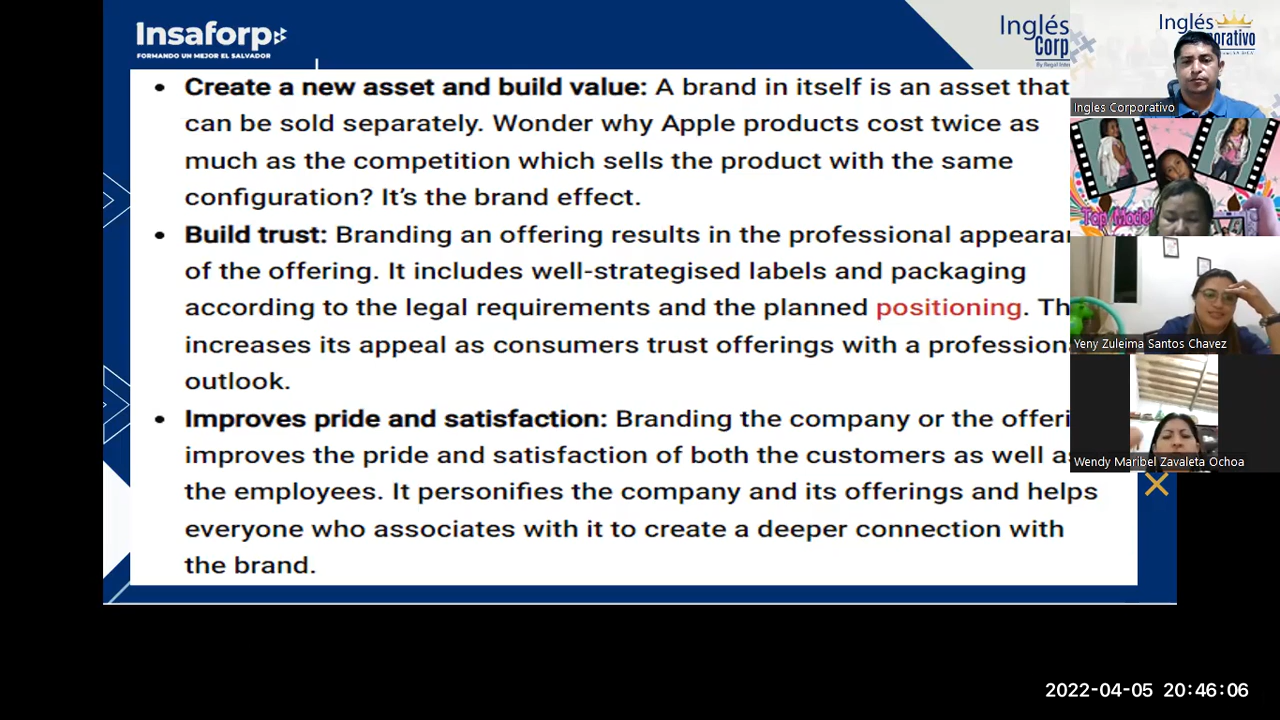 Insaforp
FORMANDO UN MEJOR EL SALVADOR
Inglés
Corp
Inglés
orativo
Ingles Corporativo
• Create a new asset and build value: A brand in itself is an asset that
can be sold separately. Wonder why Apple products cost twice as
much as the competition which sells the product with the same
configuration? It's the brand effect.
• Build trust: Branding an offering results in the professional appearan
of the offering. It includes well-strategised labels and packaging
according to the legal requirements and the planned positioning. Th
increases its appeal as consumers trust offerings with a profession
outlook.
• Improves pride and satisfaction: Branding the company or the offeri
improves the pride and satisfaction of both the customers as well as
the employees. It personifies the company and its offerings and helps
everyone who associates with it to create a deeper connection with
the brand.
Top Model
Yeny Zuleima Santos Chavez
Wendy Maribel Zavaleta Ochoa
2022-04-05 20:46:06